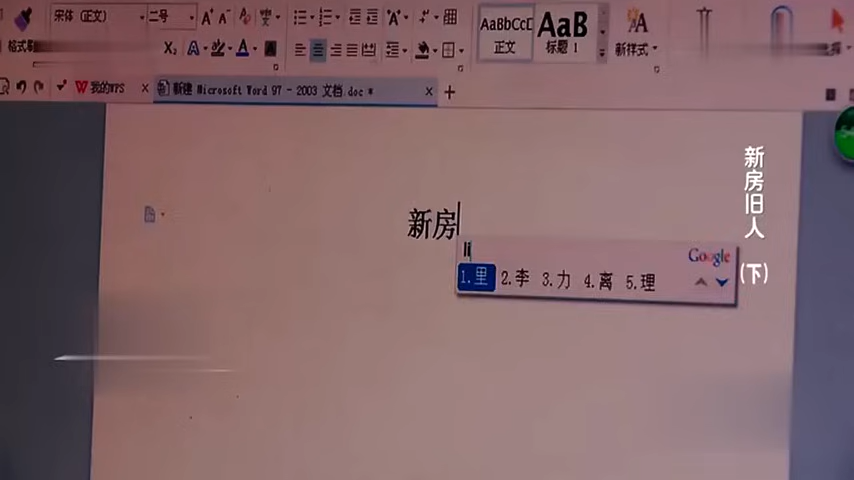 宋体 (正文) 二号 A⁺ A⁻
AaBbCcD AaB
格式刷 X₂ A A A 正文 标题 1 新样式
W 我的WPS × 新建 Microsoft Word 97 - 2003 文档.doc * × +
新房
li
Google
1.里 2.李 3.力 4.离 5.理
新房旧人(下)